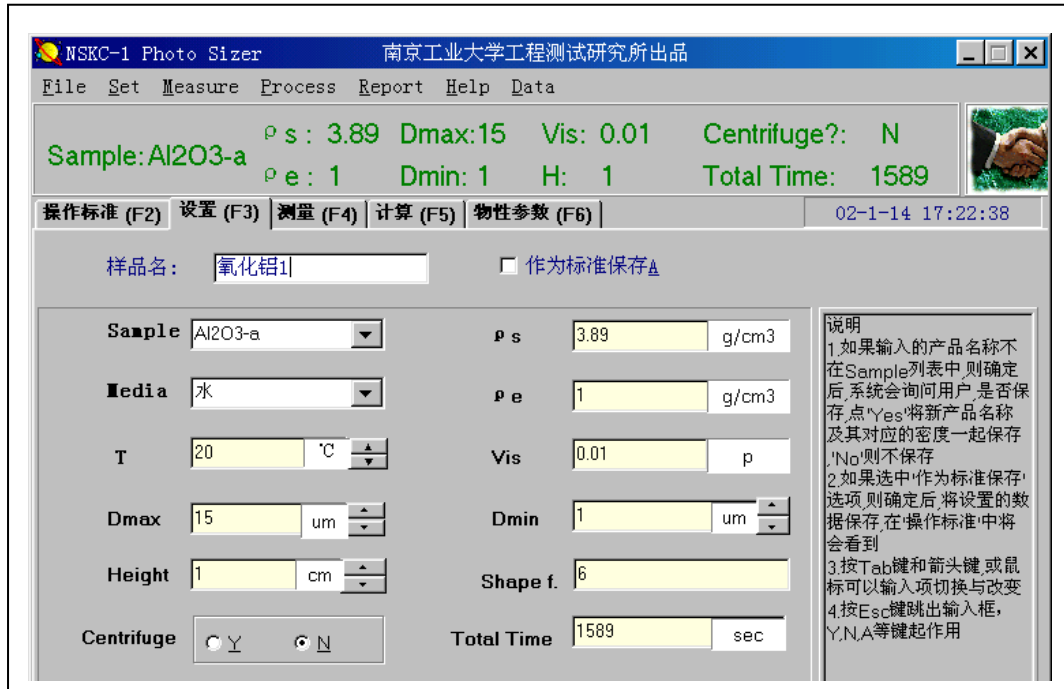 NSKC-1 Photo Sizer 南京工业大学工程测试研究所出品
File Set Measure Process Report Help Data
Sample: Al2O3-a ρs: 3.89 Dmax:15 Vis: 0.01 Centrifuge?: N
ρe: 1 Dmin: 1 H: 1 Total Time: 1589
操作标准 (F2) 设置 (F3) 测量 (F4) 计算 (F5) 物性参数 (F6) 02-1-14 17:22:38
样品名: 氧化铝1 作为标准保存A
Sample Al2O3-a ρs 3.89 g/cm3
Media 水 ρe 1 g/cm3
T 20 ℃ Vis 0.01 p
Dmax 15 um Dmin 1 um
Height 1 cm Shape f. 6
Centrifuge Y N Total Time 1589 sec
说明
1,如果输入的产品名称不
在Sample列表中,则确定
后,系统会询问用户,是否保
存,点'Yes'将新产品名称
及其对应的密度一起保存
,'No'则不保存
2,如果选中'作为标准保存'
选项,则确定后,将设置的数
据保存,在'操作标准'中将
会看到
3.按Tab键和箭头键,或鼠
标可以输入项切换与改变
4.按Esc键跳出输入框，
Y,N,A等键起作用